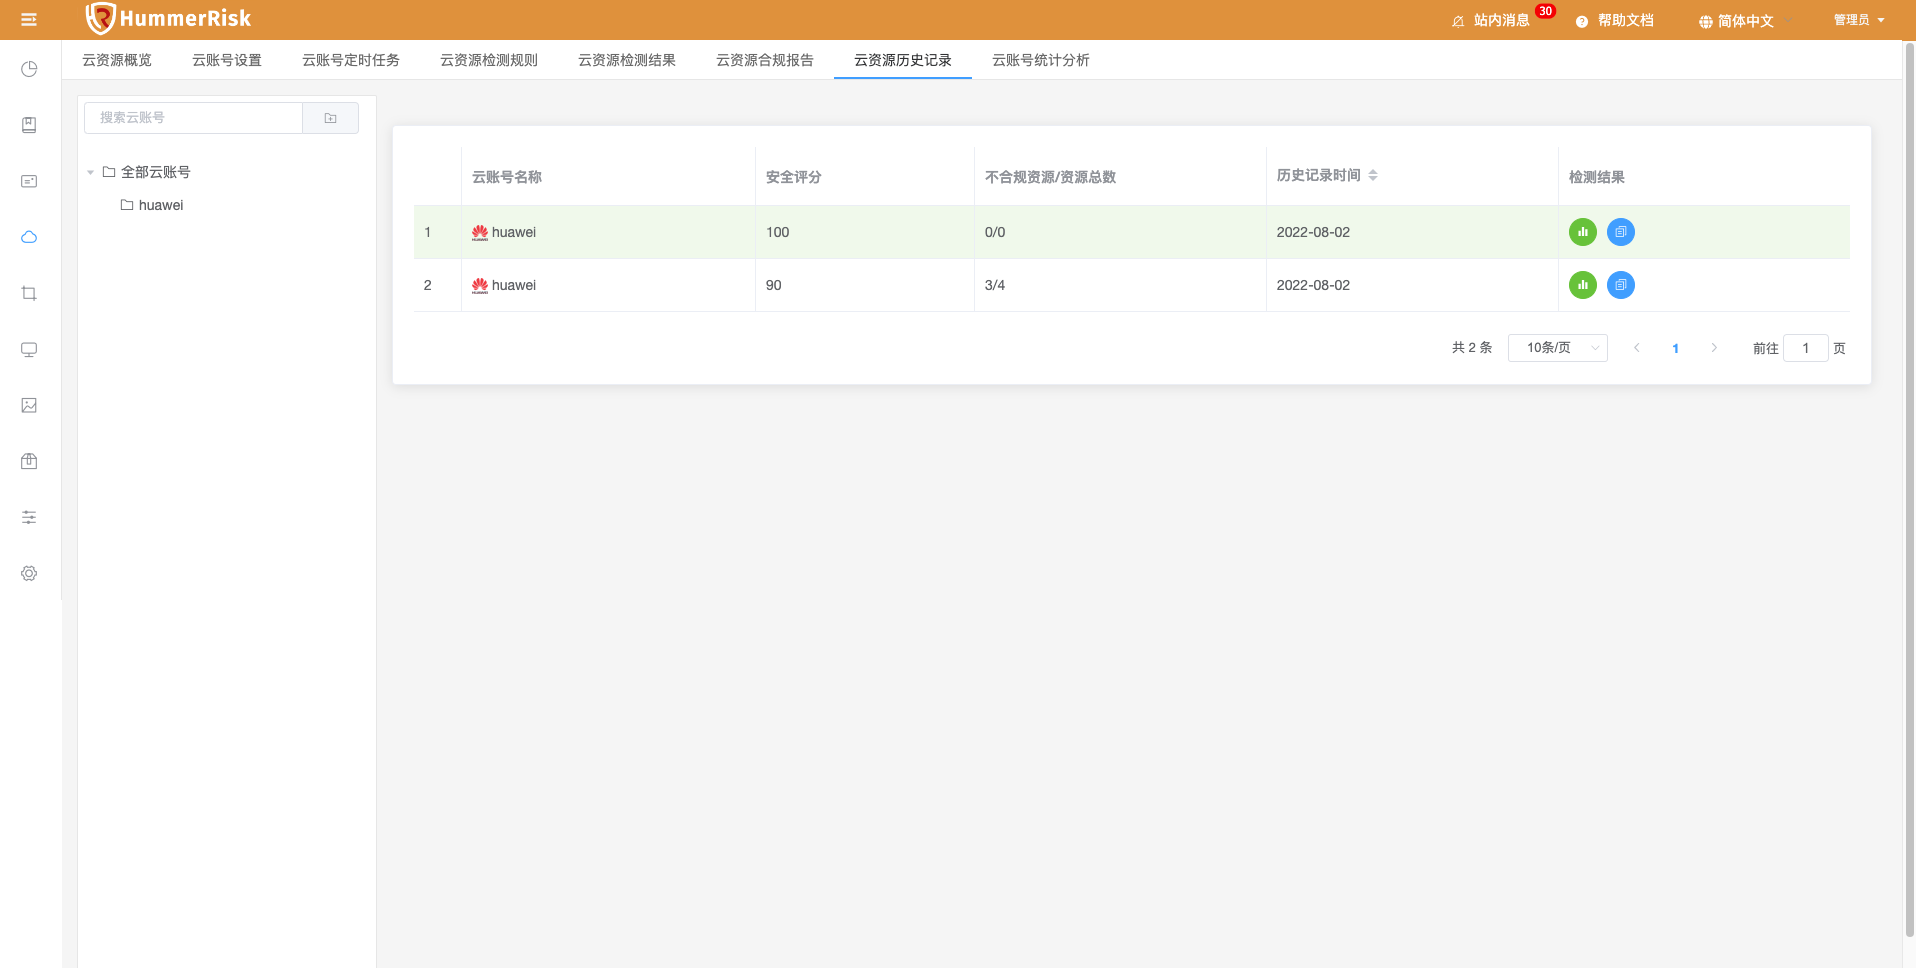 HummerRisk
站内消息 30
帮助文档
简体中文
管理员
云资源概览 云账号设置 云账号定时任务 云资源检测规则 云资源检测结果 云资源合规报告 云资源历史记录 云账号统计分析
搜索云账号
全部云账号
huawei
云账号名称 安全评分 不合规资源/资源总数 历史记录时间 检测结果
1 huawei 100 0/0 2022-08-02
2 huawei 90 3/4 2022-08-02
共 2 条 10条/页 1 前往 1 页